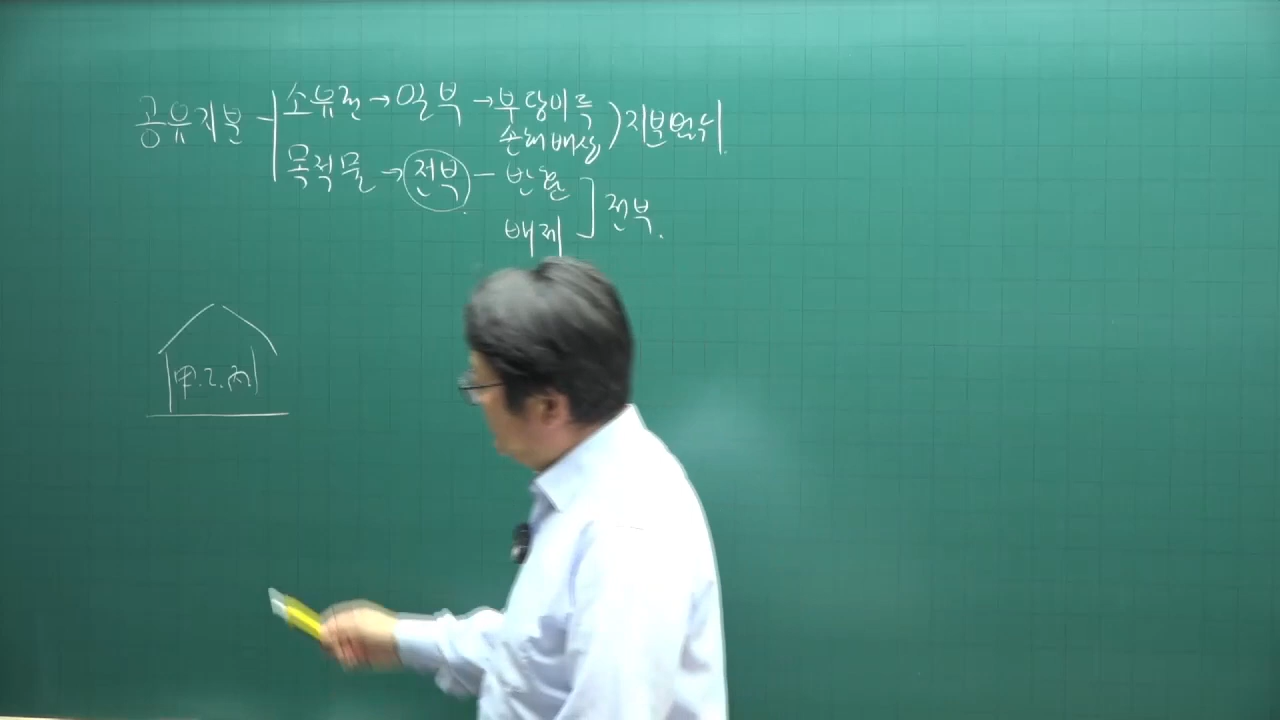 공유지분 소유권 → 일부 → 부당이득
손해배상 ) 지분범위.
목적물 → 전부 - 반환
배제 ] 전부.
甲.乙.丙